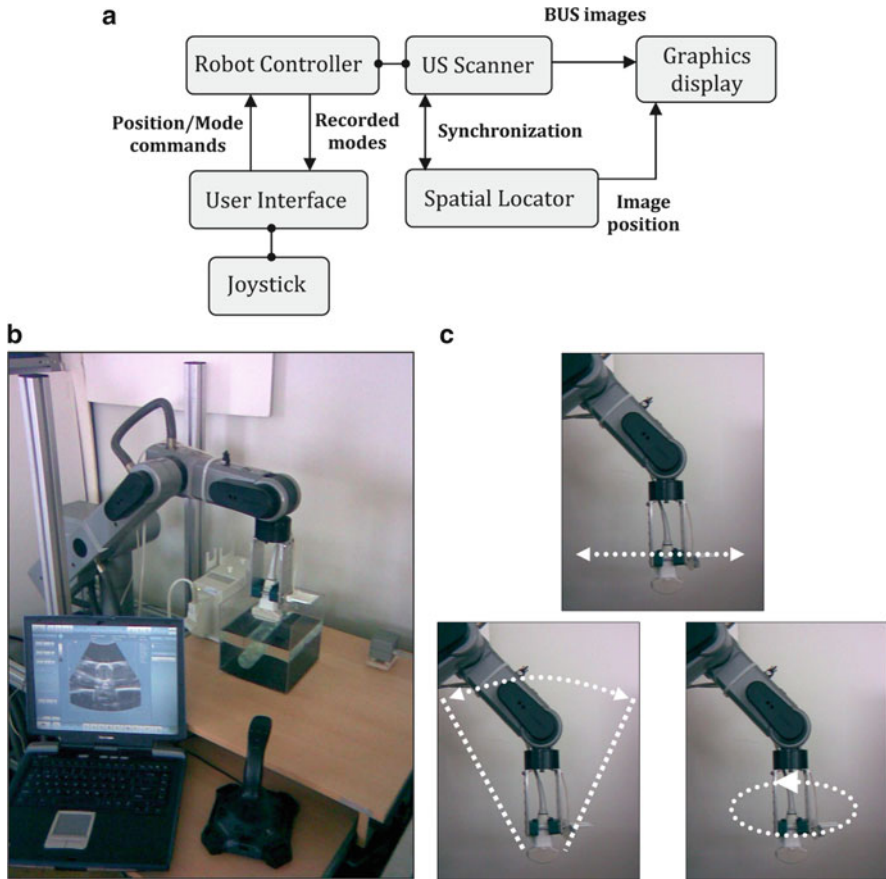 a
BUS images
Robot Controller
US Scanner
Graphics
display
Position/Mode
commands
Recorded
modes
Synchronization
User Interface
Spatial Locator
Image
position
Joystick
b
c